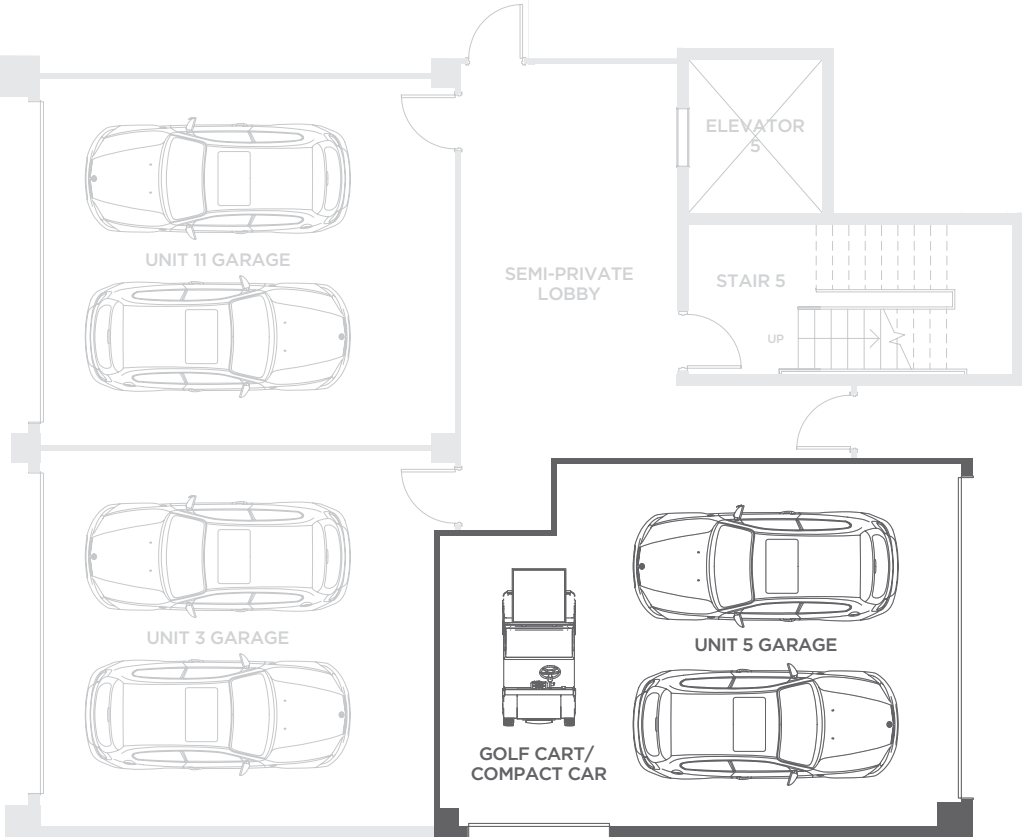 ELEVATOR
5
UNIT 11 GARAGE
SEMI-PRIVATE
LOBBY
STAIR 5
UP
UNIT 3 GARAGE
UNIT 5 GARAGE
GOLF CART/
COMPACT CAR